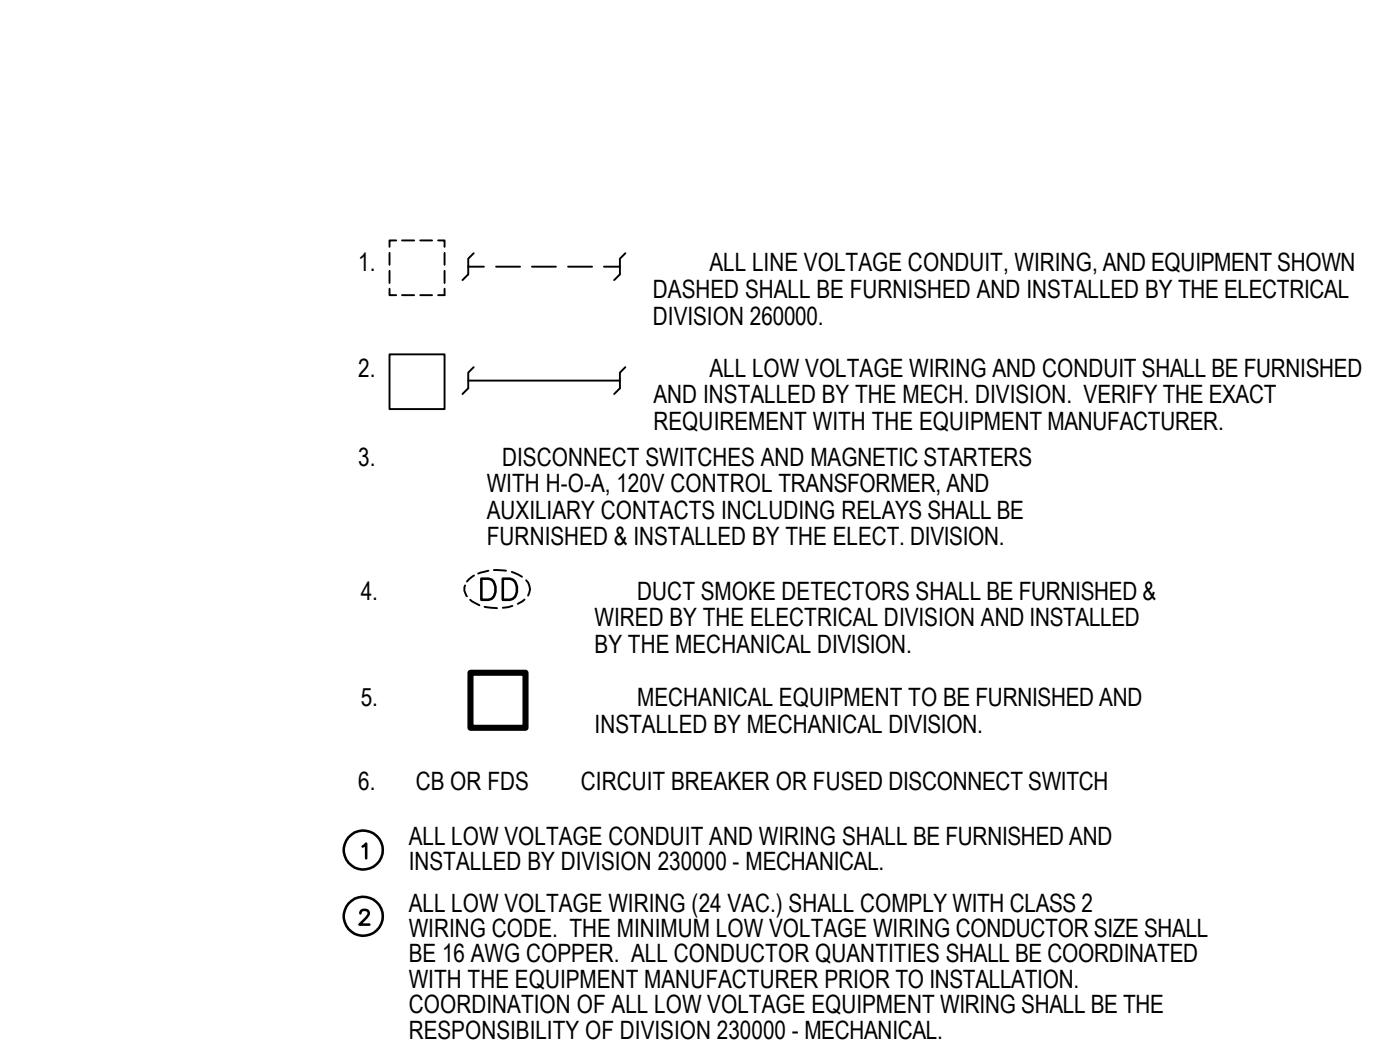 1. ALL LINE VOLTAGE CONDUIT, WIRING, AND EQUIPMENT SHOWN
DASHED SHALL BE FURNISHED AND INSTALLED BY THE ELECTRICAL
DIVISION 260000.
2. ALL LOW VOLTAGE WIRING AND CONDUIT SHALL BE FURNISHED
AND INSTALLED BY THE MECH. DIVISION. VERIFY THE EXACT
REQUIREMENT WITH THE EQUIPMENT MANUFACTURER.
3. DISCONNECT SWITCHES AND MAGNETIC STARTERS
WITH H-O-A, 120V CONTROL TRANSFORMER, AND
AUXILIARY CONTACTS INCLUDING RELAYS SHALL BE
FURNISHED & INSTALLED BY THE ELECT. DIVISION.
4. DD DUCT SMOKE DETECTORS SHALL BE FURNISHED &
WIRED BY THE ELECTRICAL DIVISION AND INSTALLED
BY THE MECHANICAL DIVISION.
5. MECHANICAL EQUIPMENT TO BE FURNISHED AND
INSTALLED BY MECHANICAL DIVISION.
6. CB OR FDS CIRCUIT BREAKER OR FUSED DISCONNECT SWITCH
1 ALL LOW VOLTAGE CONDUIT AND WIRING SHALL BE FURNISHED AND
INSTALLED BY DIVISION 230000 - MECHANICAL.
2 ALL LOW VOLTAGE WIRING (24 VAC.) SHALL COMPLY WITH CLASS 2
WIRING CODE. THE MINIMUM LOW VOLTAGE WIRING CONDUCTOR SIZE SHALL
BE 16 AWG COPPER. ALL CONDUCTOR QUANTITIES SHALL BE COORDINATED
WITH THE EQUIPMENT MANUFACTURER PRIOR TO INSTALLATION.
COORDINATION OF ALL LOW VOLTAGE EQUIPMENT WIRING SHALL BE THE
RESPONSIBILITY OF DIVISION 230000 - MECHANICAL.